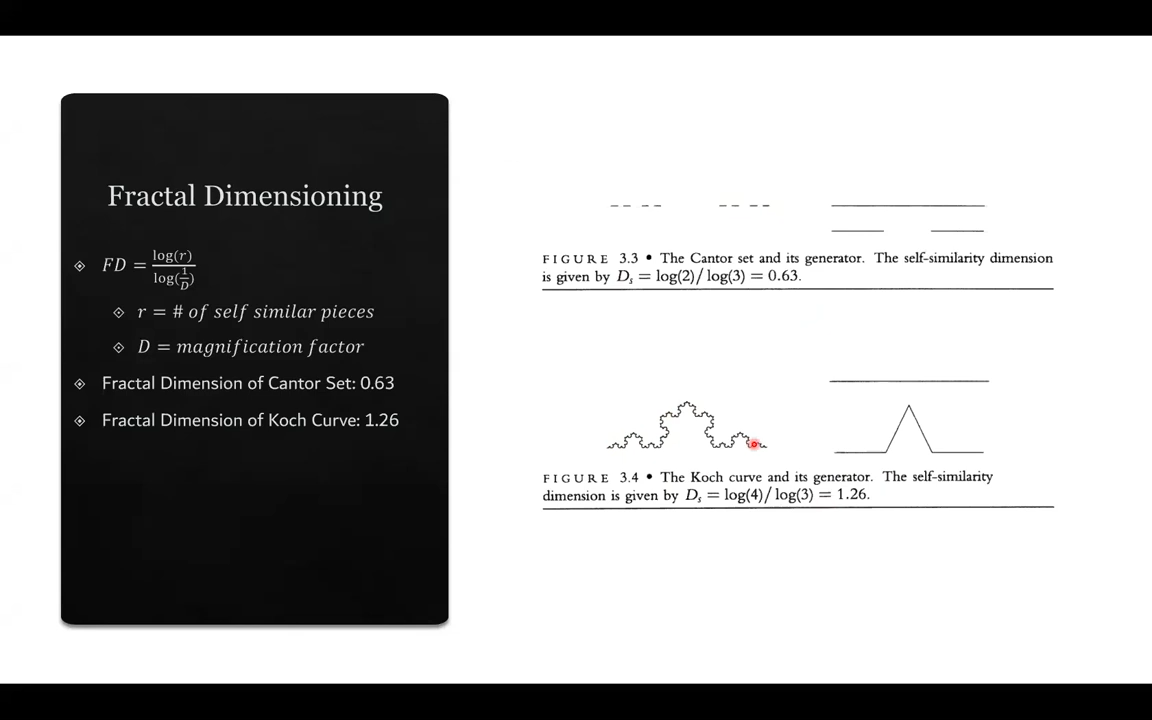 Fractal Dimensioning
FD = log(r) / log(1/D)
r = # of self similar pieces
D = magnification factor
Fractal Dimension of Cantor Set: 0.63
Fractal Dimension of Koch Curve: 1.26
FIGURE 3.3 • The Cantor set and its generator. The self-similarity dimension
is given by Dₛ = log(2)/ log(3) = 0.63.
FIGURE 3.4 • The Koch curve and its generator. The self-similarity
dimension is given by Dₛ = log(4)/ log(3) = 1.26.